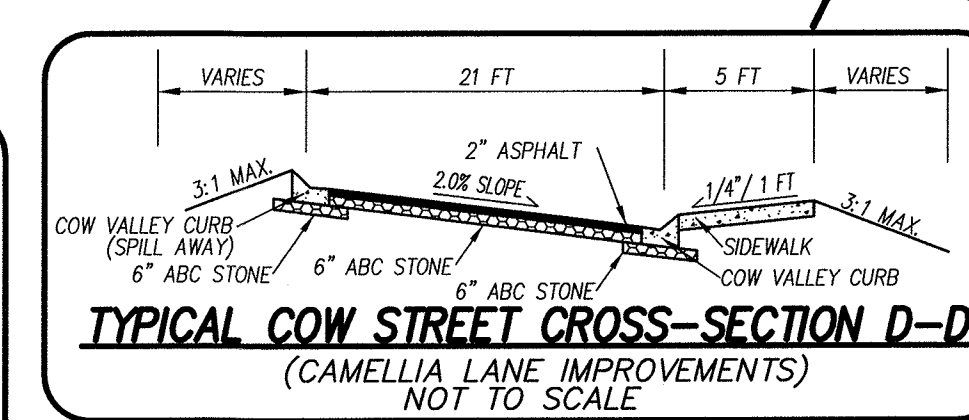 VARIES 21 FT 5 FT VARIES
2" ASPHALT
3:1 MAX. 2.0% SLOPE 1/4"/ 1 FT 3:1 MAX.
COW VALLEY CURB
(SPILL AWAY)
6" ABC STONE
6" ABC STONE
6" ABC STONE
SIDEWALK
COW VALLEY CURB
TYPICAL COW STREET CROSS-SECTION D-D
(CAMELLIA LANE IMPROVEMENTS)
NOT TO SCALE